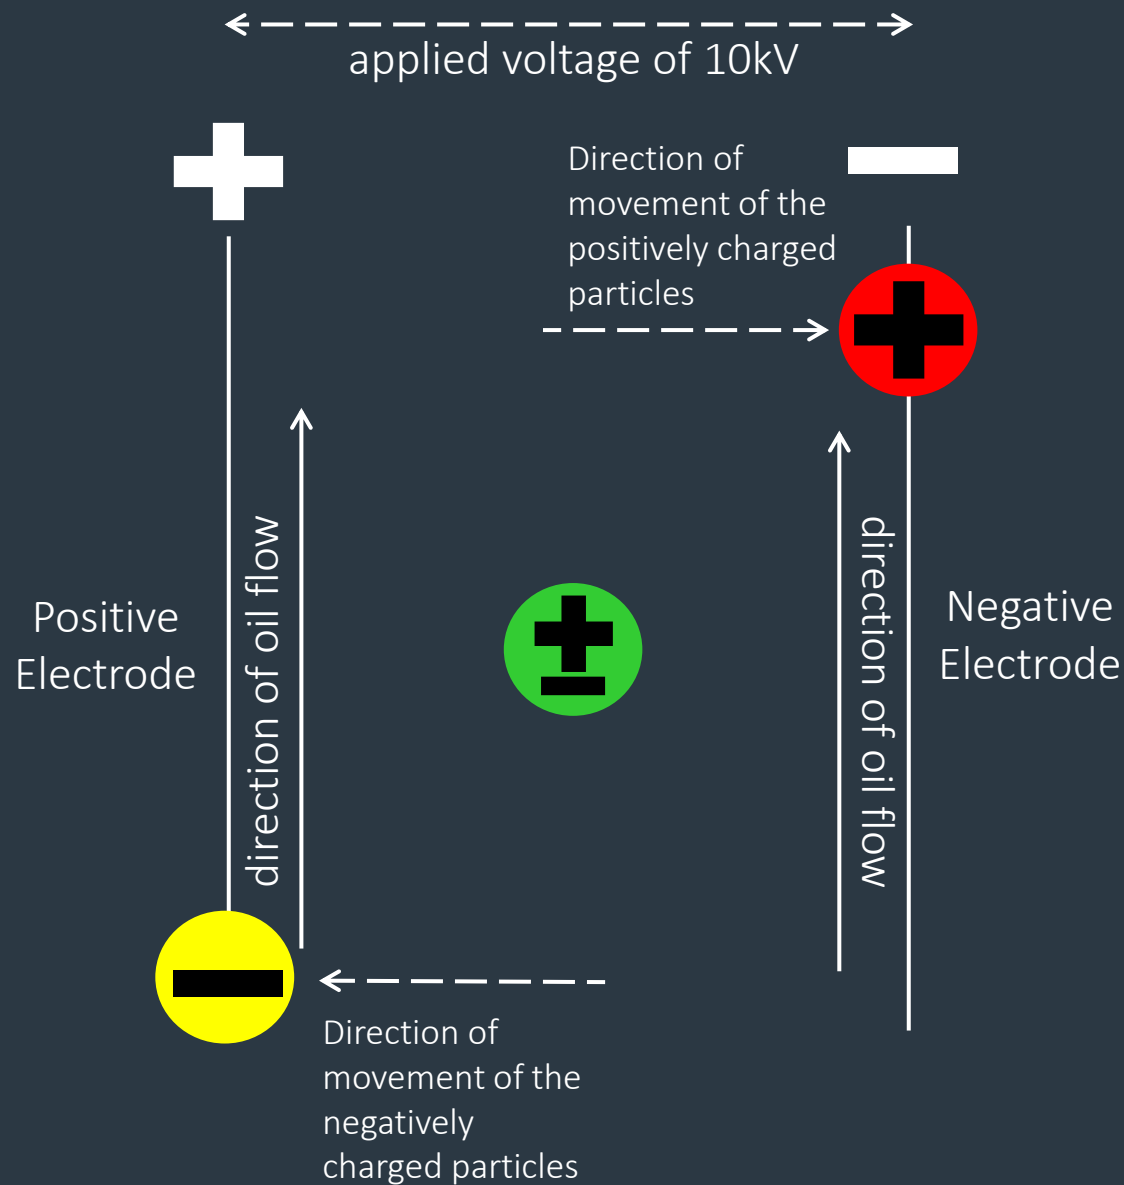 applied voltage of 10kV
Direction of
movement of the
positively charged
particles
direction of oil flow
direction of oil flow
Positive
Electrode
Negative
Electrode
Direction of
movement of the
negatively
charged particles